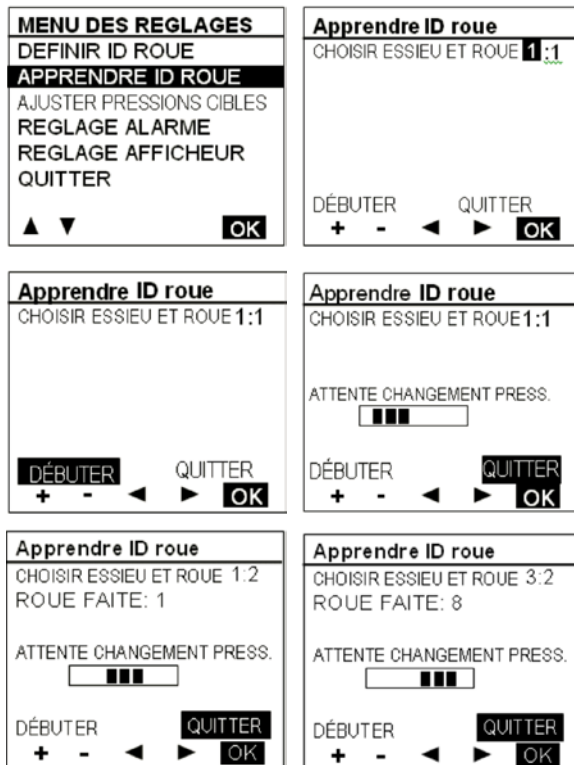 MENU DES REGLAGES
DEFINIR ID ROUE
APPRENDRE ID ROUE
AJUSTER PRESSIONS CIBLES
REGLAGE ALARME
REGLAGE AFFICHEUR
QUITTER
▲ ▼ OK
Apprendre ID roue
CHOISIR ESSIEU ET ROUE 1:1
DÉBUTER QUITTER
+ - ◄ ► OK
Apprendre ID roue
CHOISIR ESSIEU ET ROUE 1:1
DÉBUTER QUITTER
+ - ◄ ► OK
Apprendre ID roue
CHOISIR ESSIEU ET ROUE 1:1
ATTENTE CHANGEMENT PRESS.
DÉBUTER QUITTER
+ - ◄ ► OK
Apprendre ID roue
CHOISIR ESSIEU ET ROUE 1:2
ROUE FAITE: 1
ATTENTE CHANGEMENT PRESS.
DÉBUTER QUITTER
+ - ◄ ► OK
Apprendre ID roue
CHOISIR ESSIEU ET ROUE 3:2
ROUE FAITE: 8
ATTENTE CHANGEMENT PRESS.
DÉBUTER QUITTER
+ - ◄ ► OK